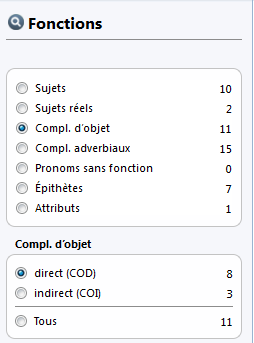 Fonctions
Sujets 10
Sujets réels 2
Compl. d'objet 11
Compl. adverbiaux 15
Pronoms sans fonction 0
Épithètes 7
Attributs 1
Compl. d'objet
direct (COD) 8
indirect (COI) 3
Tous 11